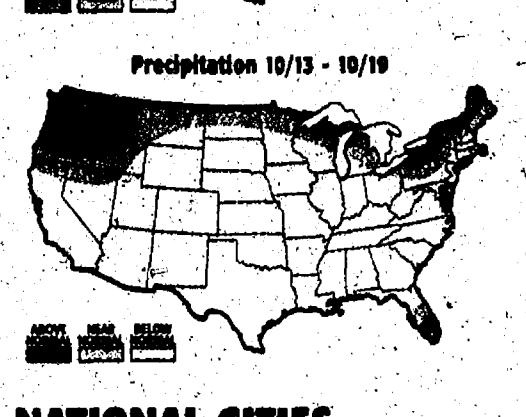 Precipitation 10/13 - 10/19
ABOVE NEAR BELOW
NORMAL NORMAL NORMAL
NATIONAL CITIES